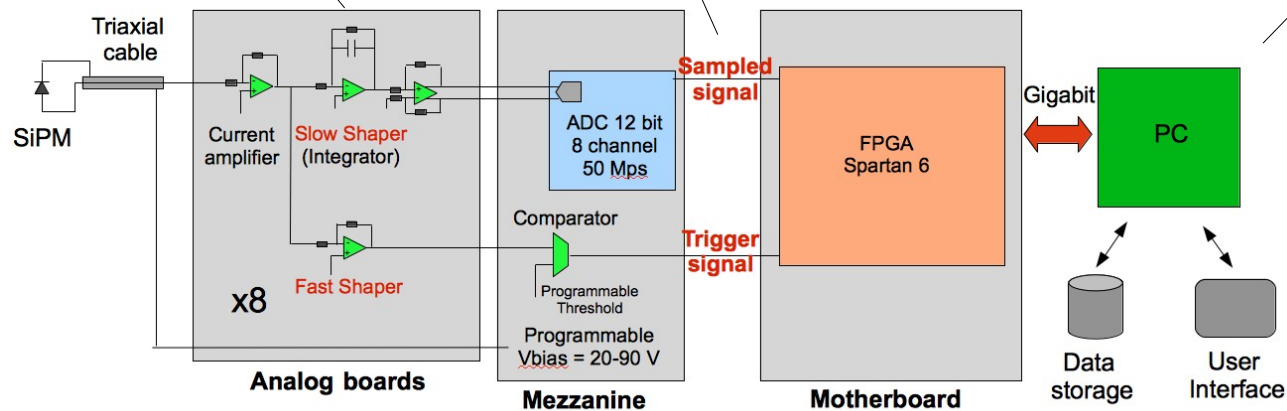 Triaxial
cable
SiPM
Current
amplifier
Slow Shaper
(Integrator)
Fast Shaper
x8
Analog boards
ADC 12 bit
8 channel
50 Mps
Comparator
Programmable
Threshold
Programmable
Vbias = 20-90 V
Mezzanine
Sampled
signal
Trigger
signal
FPGA
Spartan 6
Motherboard
Gigabit
PC
Data
storage
User
Interface